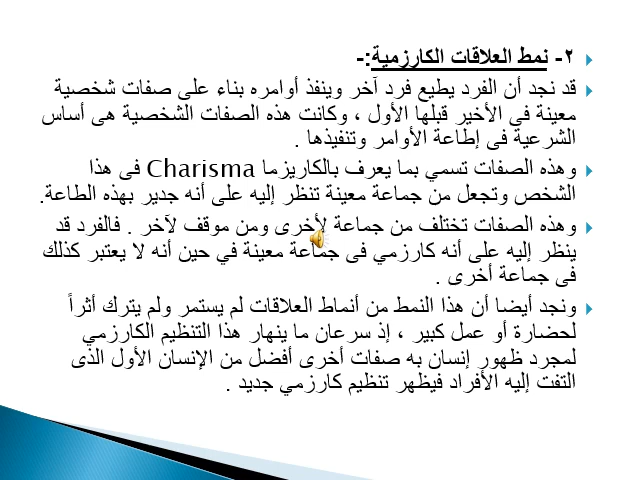 ٢- نمط العلاقات الكارزمية:-
قد نجد أن الفرد يطيع فرد آخر وينفذ أوامره بناء على صفات شخصية
معينة فى الأخير قبلها الأول ، وكانت هذه الصفات الشخصية هى أساس
الشرعية فى إطاعة الأوامر وتنفيذها .
وهذه الصفات تسمي بما يعرف بالكاريزما Charisma فى هذا
الشخص وتجعل من جماعة معينة تنظر إليه على أنه جدير بهذه الطاعة.
وهذه الصفات تختلف من جماعة لأخرى ومن موقف لآخر . فالفرد قد
ينظر إليه على أنه كارزمي فى جماعة معينة في حين أنه لا يعتبر كذلك
فى جماعة أخرى .
ونجد أيضا أن هذا النمط من أنماط العلاقات لم يستمر ولم يترك أثراً
لحضارة أو عمل كبير ، إذ سرعان ما ينهار هذا التنظيم الكارزمي
لمجرد ظهور إنسان به صفات أخرى أفضل من الإنسان الأول الذى
التفت إليه الأفراد فيظهر تنظيم كارزمي جديد .